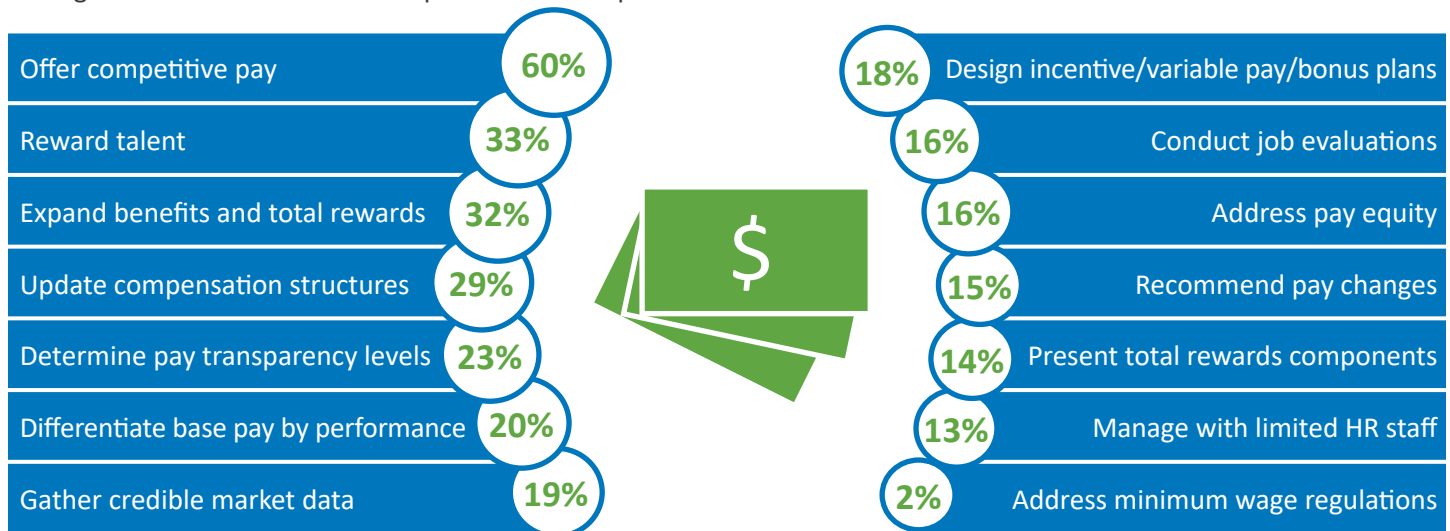 Offer competitive pay 60%
Reward talent 33%
Expand benefits and total rewards 32%
Update compensation structures 29%
Determine pay transparency levels 23%
Differentiate base pay by performance 20%
Gather credible market data 19%
$
18% Design incentive/variable pay/bonus plans
16% Conduct job evaluations
16% Address pay equity
15% Recommend pay changes
14% Present total rewards components
13% Manage with limited HR staff
2% Address minimum wage regulations